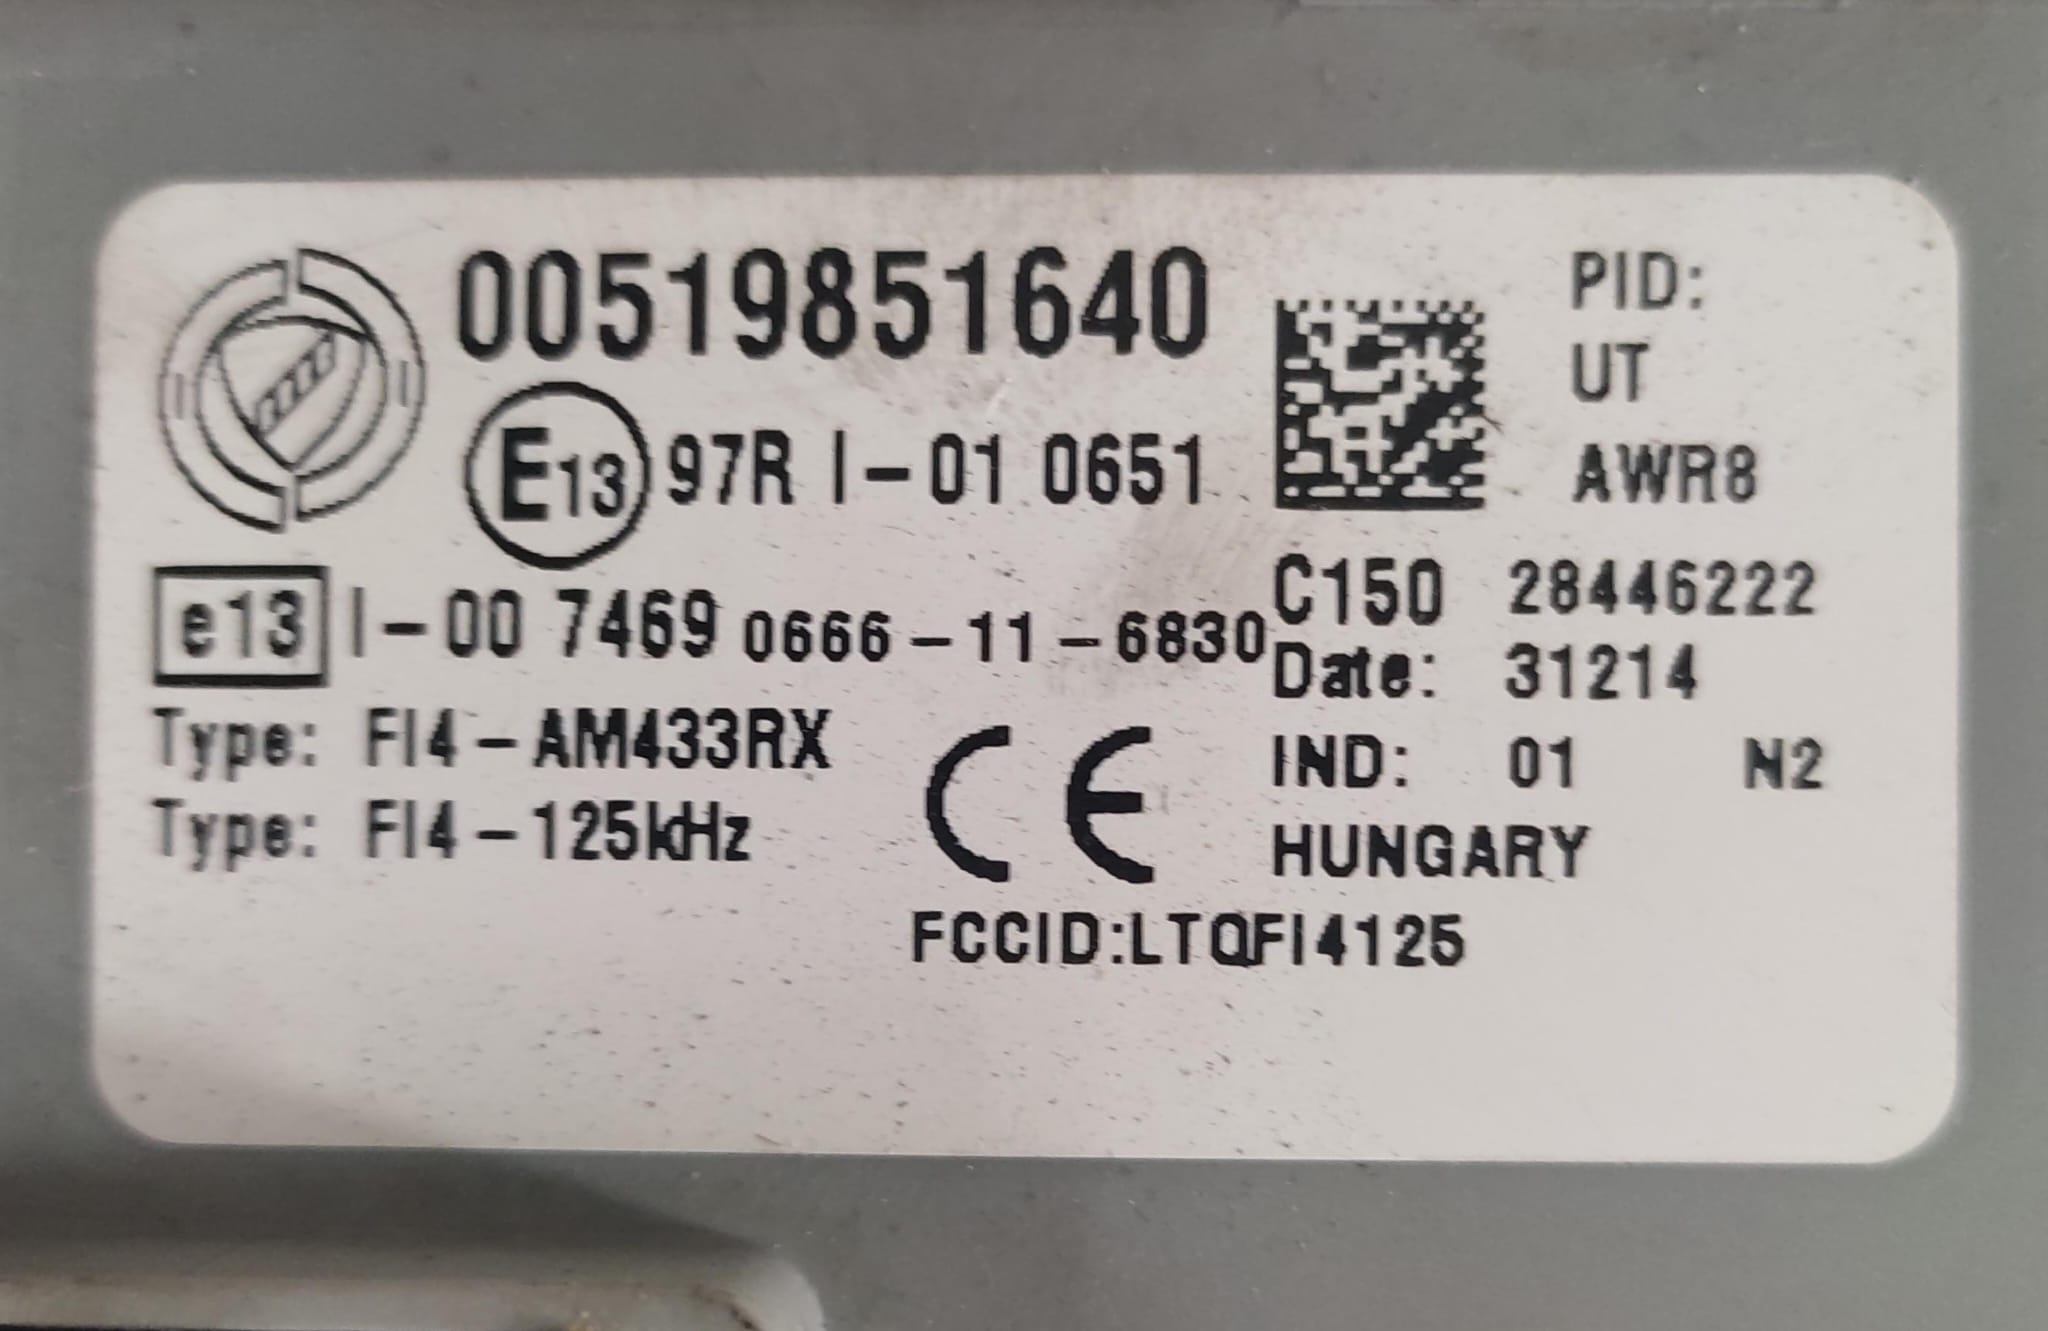 00519851640
E13 97R I-01 0651
e13 I-00 7469 0666-11-6830
Type: FI4-AM433RX
Type: FI4-125kHz
CE
PID:
UT
AWR8
C150 28446222
Date: 31214
IND: 01 N2
HUNGARY
FCCID:LTQFI4125